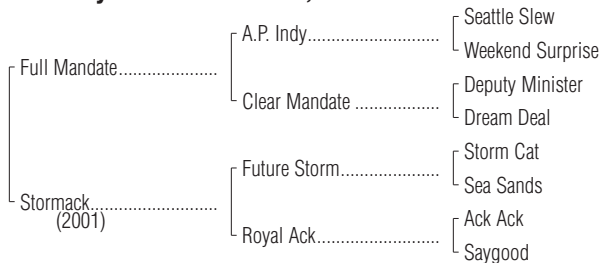 Seattle Slew
A.P. Indy..............................
Weekend Surprise
Full Mandate.......................
Deputy Minister
Clear Mandate ....................
Dream Deal
Storm Cat
Future Storm.......................
Sea Sands
Stormack.............................
(2001)
Ack Ack
Royal Ack............................
Saygood